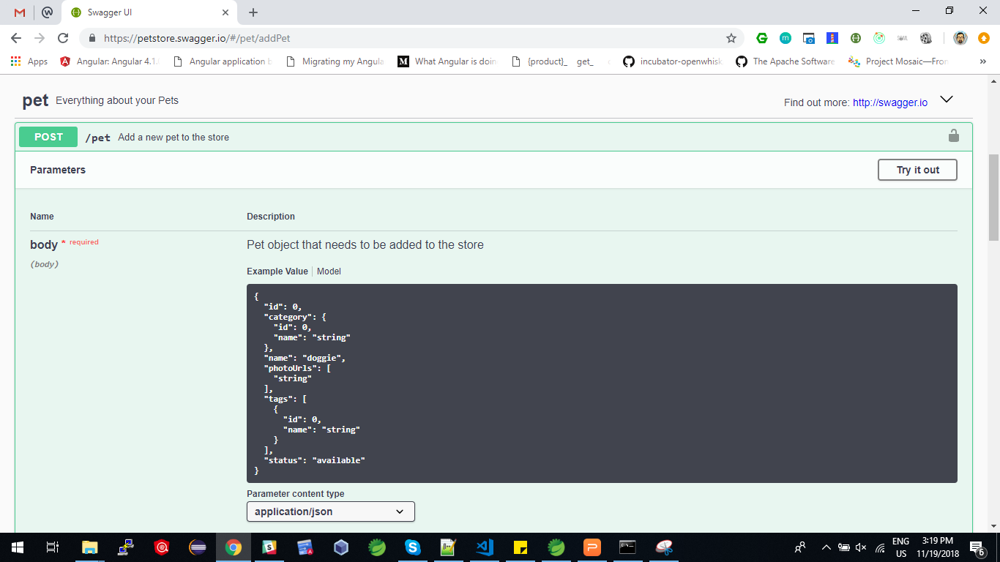 Swagger UI
https://petstore.swagger.io/#/pet/addPet
Apps
Angular: Angular 4.1.
Angular application b
Migrating my Angula
What Angular is doin
{product}_ get_
incubator-openwhisk
The Apache Software
Project Mosaic—Fron
»
pet Everything about your Pets
Find out more: http://swagger.io
POST /pet Add a new pet to the store
Parameters
Try it out
Name Description
body * required
Pet object that needs to be added to the store
(body)
Example Value Model
{
"id": 0,
"category": {
"id": 0,
"name": "string"
},
"name": "doggie",
"photoUrls": [
"string"
],
"tags": [
{
"id": 0,
"name": "string"
}
],
"status": "available"
}
Parameter content type
application/json
ENG
US
3:19 PM
11/19/2018
6